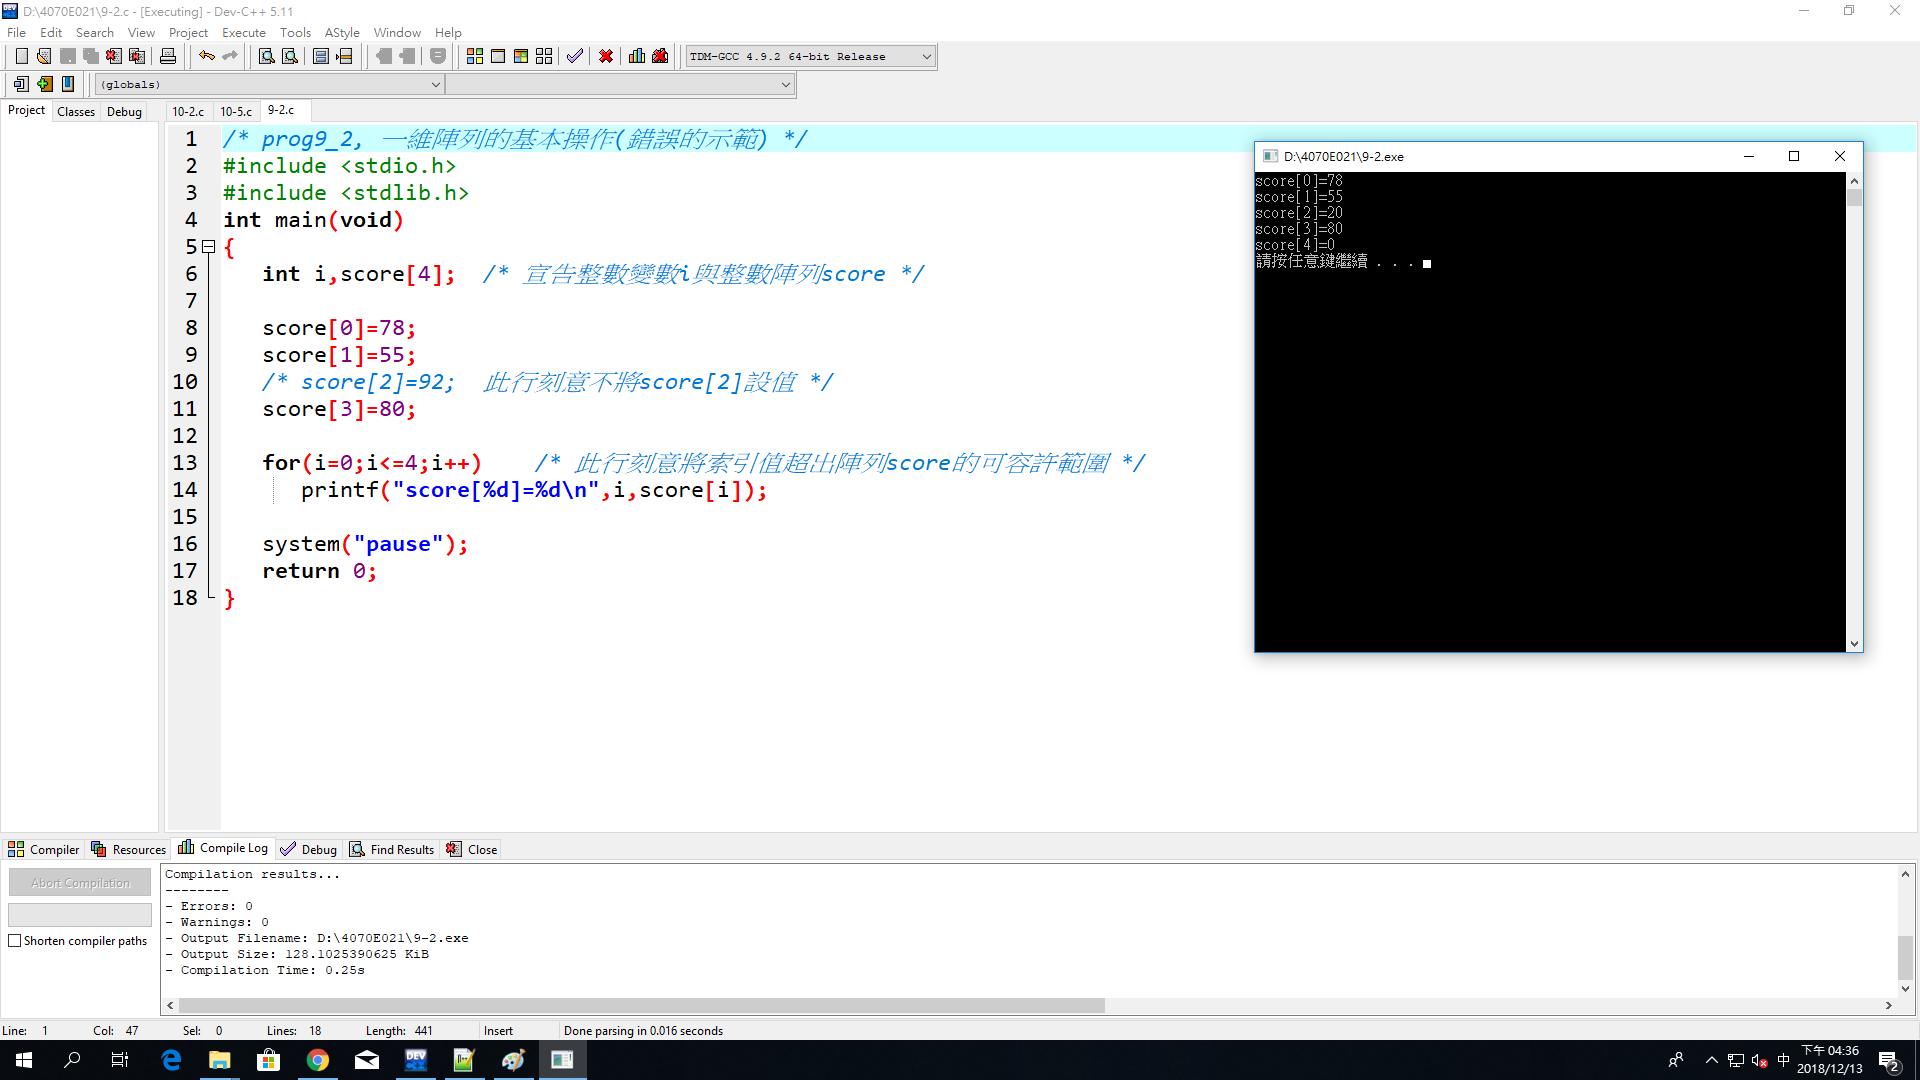 D:\4070E021\9-2.c - [Executing] - Dev-C++ 5.11
File Edit Search View Project Execute Tools AStyle Window Help
TDM-GCC 4.9.2 64-bit Release
(globals)
Project Classes Debug
10-2.c 10-5.c 9-2.c
1 /* prog9_2, 一維陣列的基本操作(錯誤的示範) */
2 #include <stdio.h>
3 #include <stdlib.h>
4 int main(void)
5 {
6 int i,score[4]; /* 宣告整數變數i與整數陣列score */
7
8 score[0]=78;
9 score[1]=55;
10 /* score[2]=92; 此行刻意不將score[2]設值 */
11 score[3]=80;
12
13 for(i=0;i<=4;i++) /* 此行刻意將索引值超出陣列score的可容許範圍 */
14 printf("score[%d]=%d\n",i,score[i]);
15
16 system("pause");
17 return 0;
18 }
D:\4070E021\9-2.exe
score[0]=78
score[1]=55
score[2]=20
score[3]=80
score[4]=0
請按任意鍵繼續 . . .
Compiler Resources Compile Log Debug Find Results Close
Abort Compilation
Shorten compiler paths
Compilation results...
--------
- Errors: 0
- Warnings: 0
- Output Filename: D:\4070E021\9-2.exe
- Output Size: 128.1025390625 KiB
- Compilation Time: 0.25s
Line: 1 Col: 47 Sel: 0 Lines: 18 Length: 441 Insert Done parsing in 0.016 seconds
DEV
中
下午 04:36
2018/12/13
2